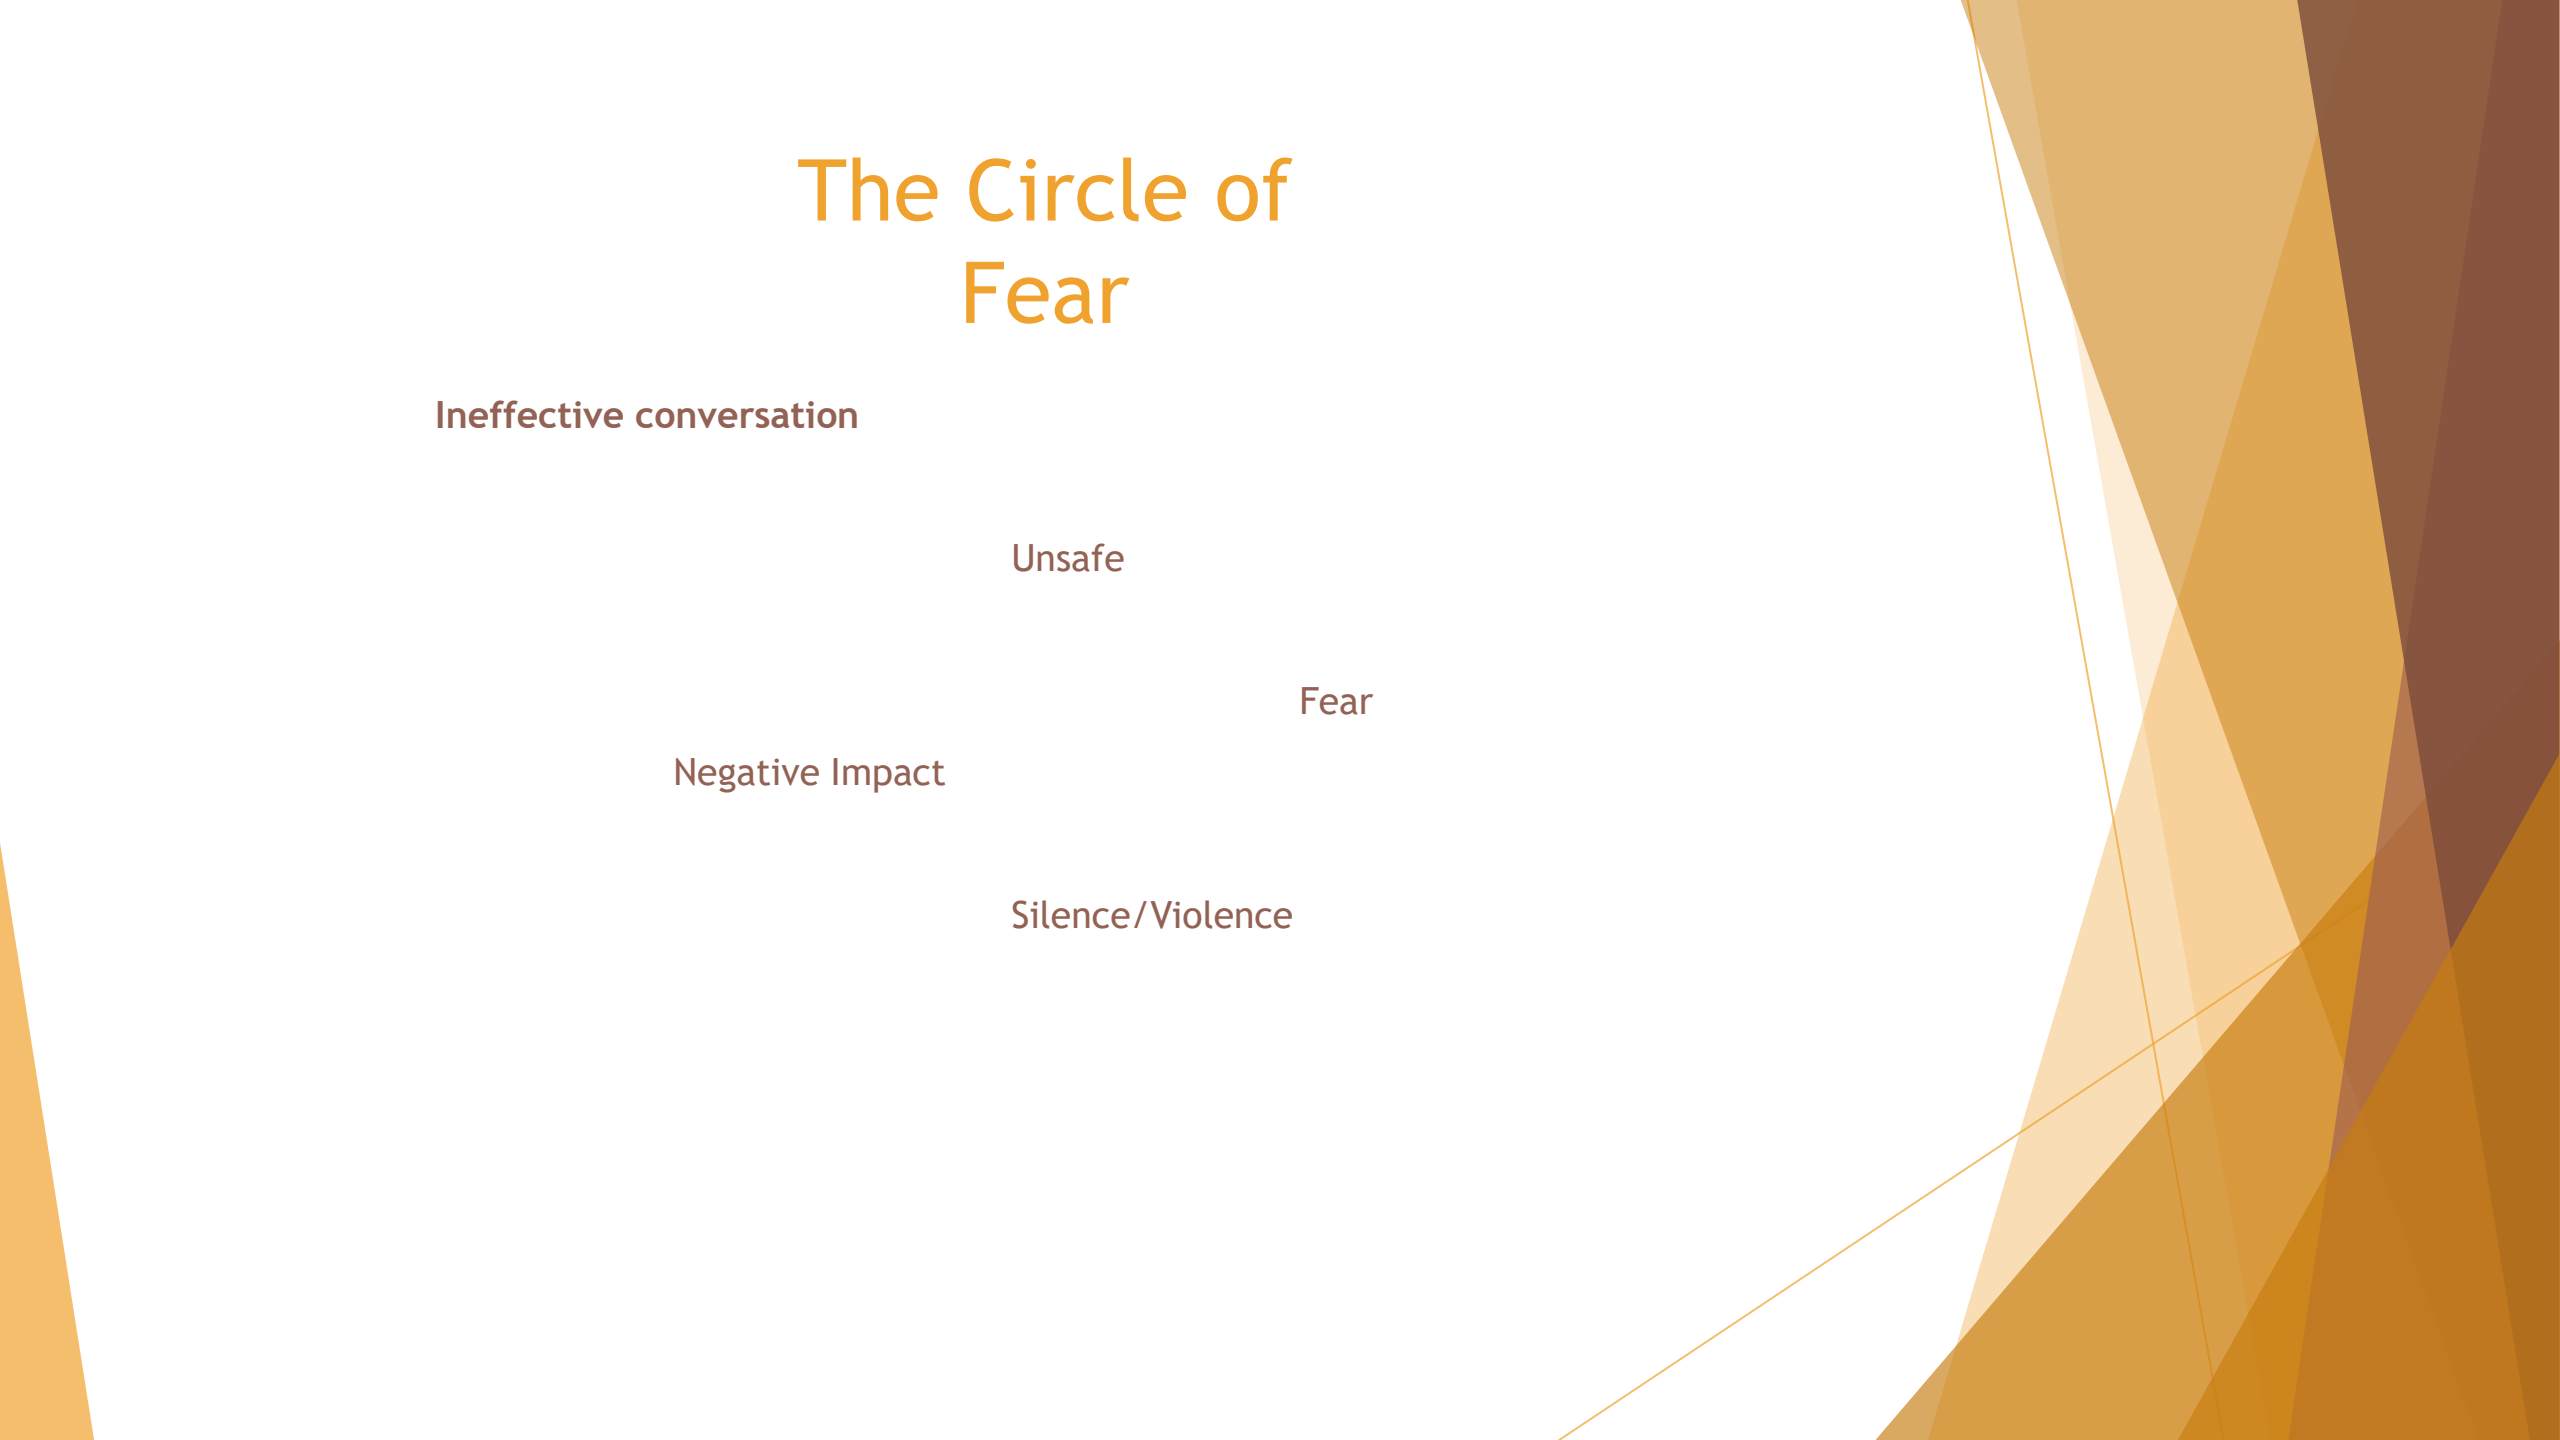 The Circle of
Fear
Ineffective conversation
Unsafe
Fear
Negative Impact
Silence/Violence